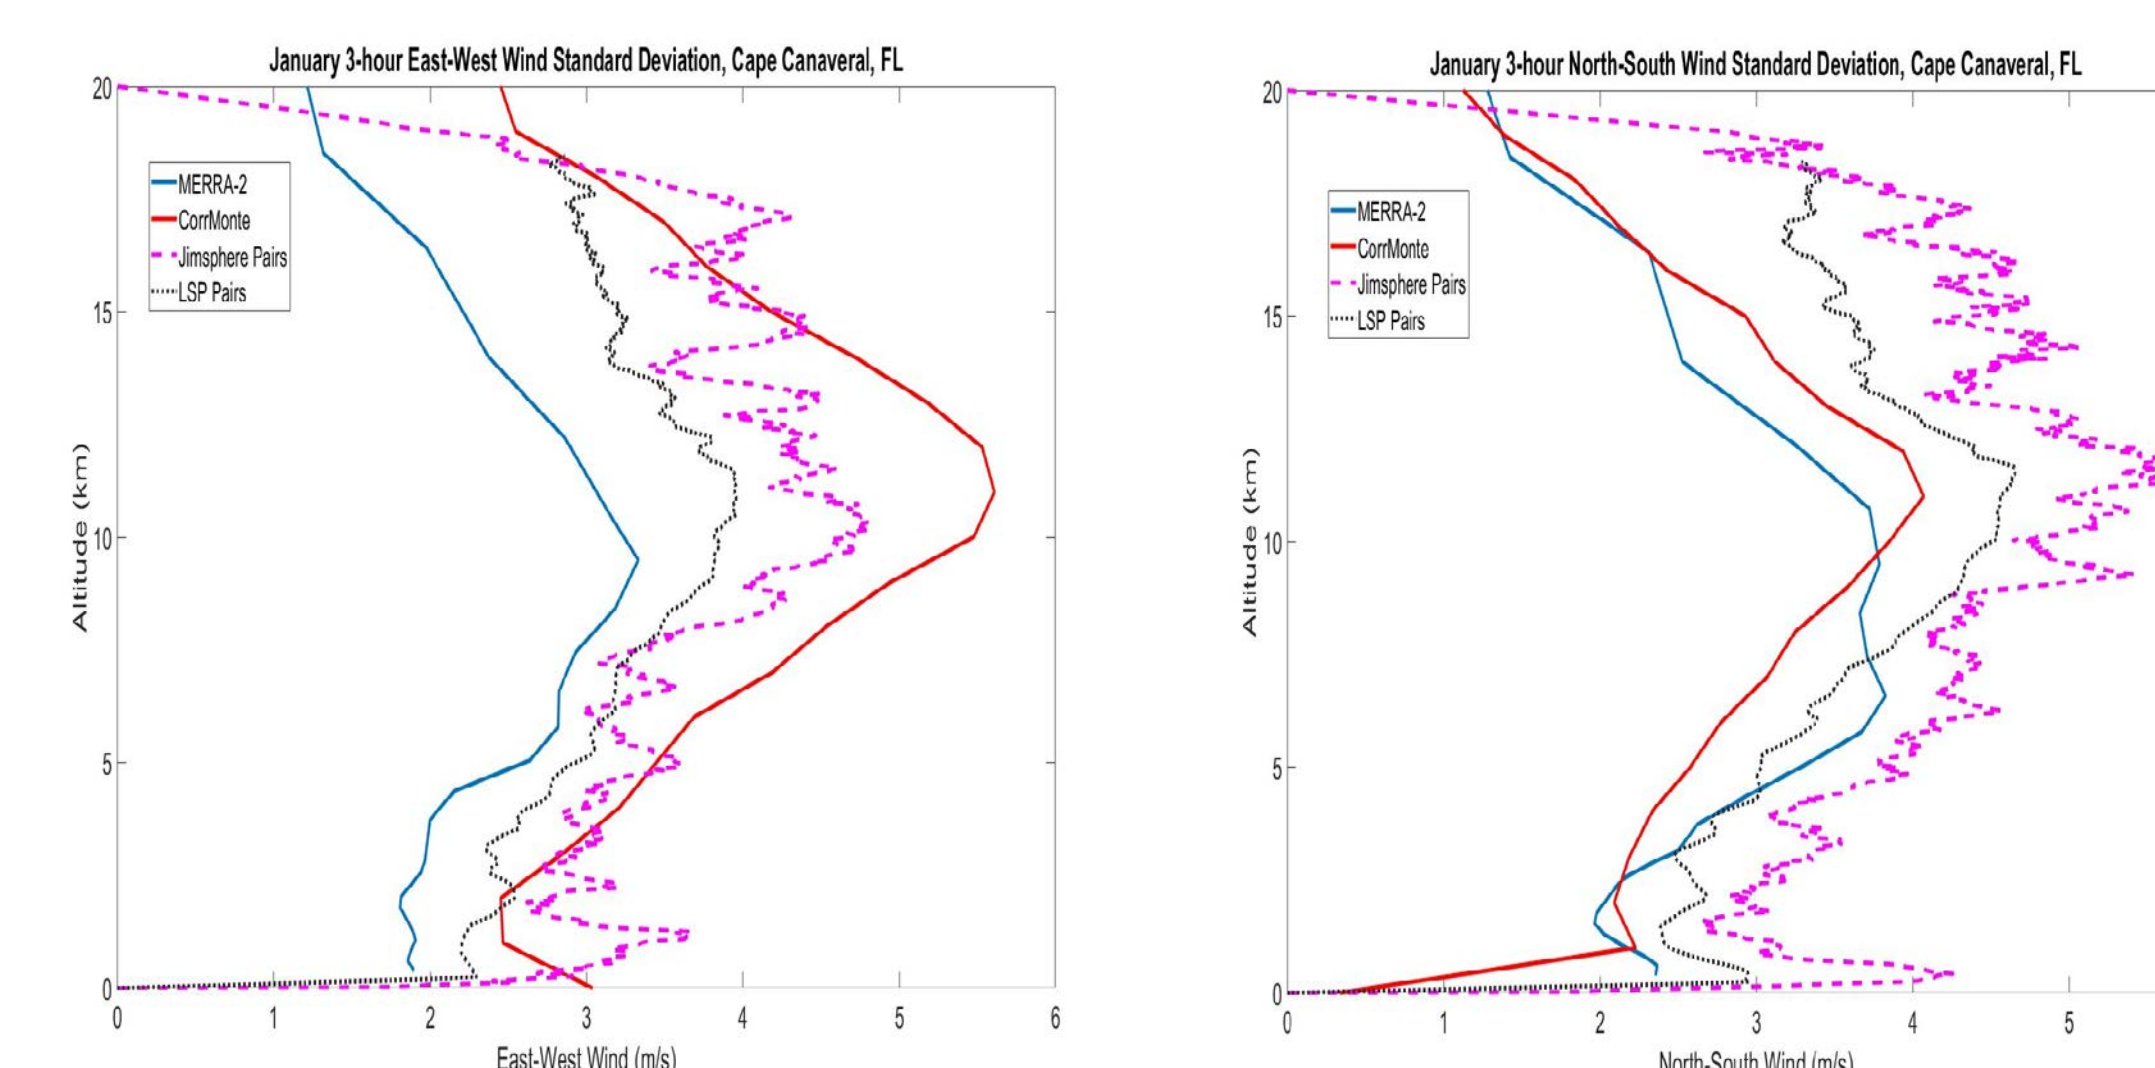 January 3-hour East-West Wind Standard Deviation, Cape Canaveral, FL
20
15
10
5
0
Altitude (km)
MERRA-2
CorrMonte
Jimsphere Pairs
LSP Pairs
0 1 2 3 4 5 6
East-West Wind (m/s)
January 3-hour North-South Wind Standard Deviation, Cape Canaveral, FL
20
15
10
5
0
Altitude (km)
MERRA-2
CorrMonte
Jimsphere Pairs
LSP Pairs
0 1 2 3 4 5
North-South Wind (m/s)